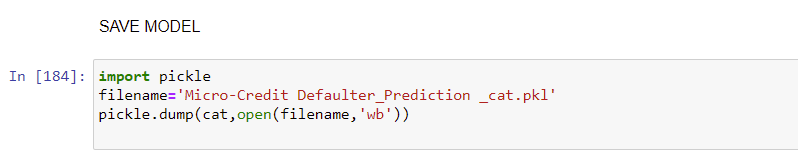 SAVE MODEL
In [184]: import pickle
filename='Micro-Credit Defaulter_Prediction _cat.pkl'
pickle.dump(cat,open(filename,'wb'))